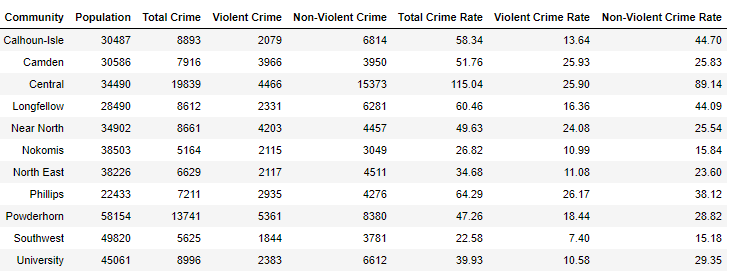 Community Population Total Crime Violent Crime Non-Violent Crime Total Crime Rate Violent Crime Rate Non-Violent Crime Rate
Calhoun-Isle 30487 8893 2079 6814 58.34 13.64 44.70
Camden 30586 7916 3966 3950 51.76 25.93 25.83
Central 34490 19839 4466 15373 115.04 25.90 89.14
Longfellow 28490 8612 2331 6281 60.46 16.36 44.09
Near North 34902 8661 4203 4457 49.63 24.08 25.54
Nokomis 38503 5164 2115 3049 26.82 10.99 15.84
North East 38226 6629 2117 4511 34.68 11.08 23.60
Phillips 22433 7211 2935 4276 64.29 26.17 38.12
Powderhorn 58154 13741 5361 8380 47.26 18.44 28.82
Southwest 49820 5625 1844 3781 22.58 7.40 15.18
University 45061 8996 2383 6612 39.93 10.58 29.35